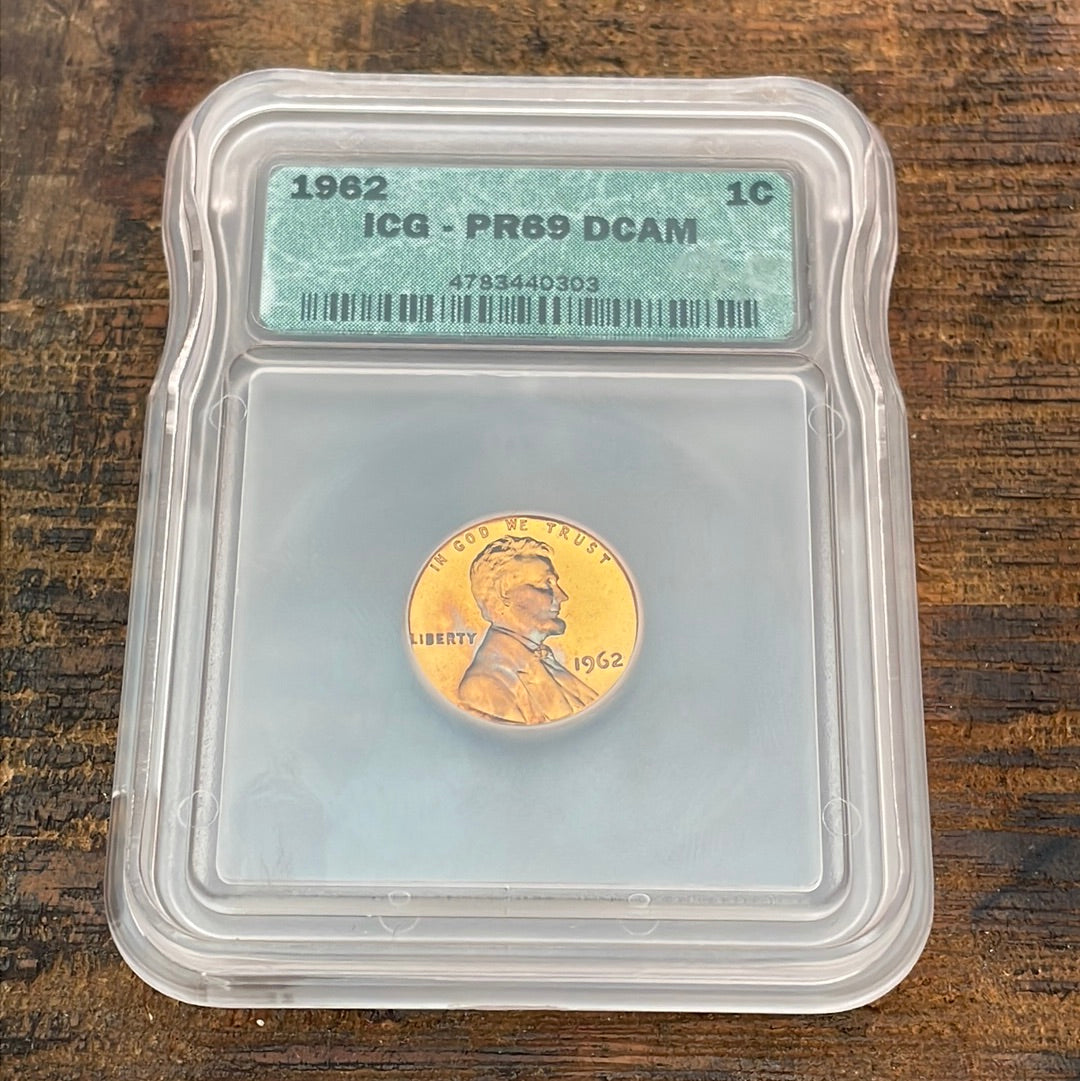 1962 1C
ICG - PR69 DCAM
4783440303
IN GOD WE TRUST
LIBERTY
1962